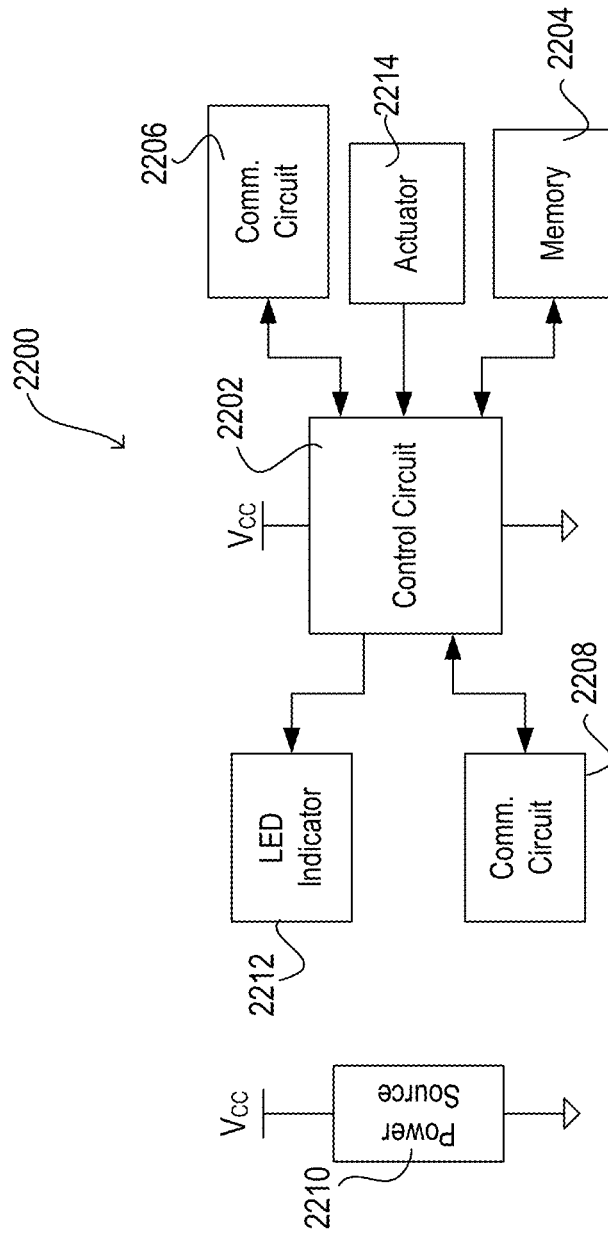 2200
VCC
2210
Power
Source
2212
LED
Indicator
Comm.
Circuit
2208
VCC
2202
Control Circuit
2206
Comm.
Circuit
Actuator
2214
Memory
2204